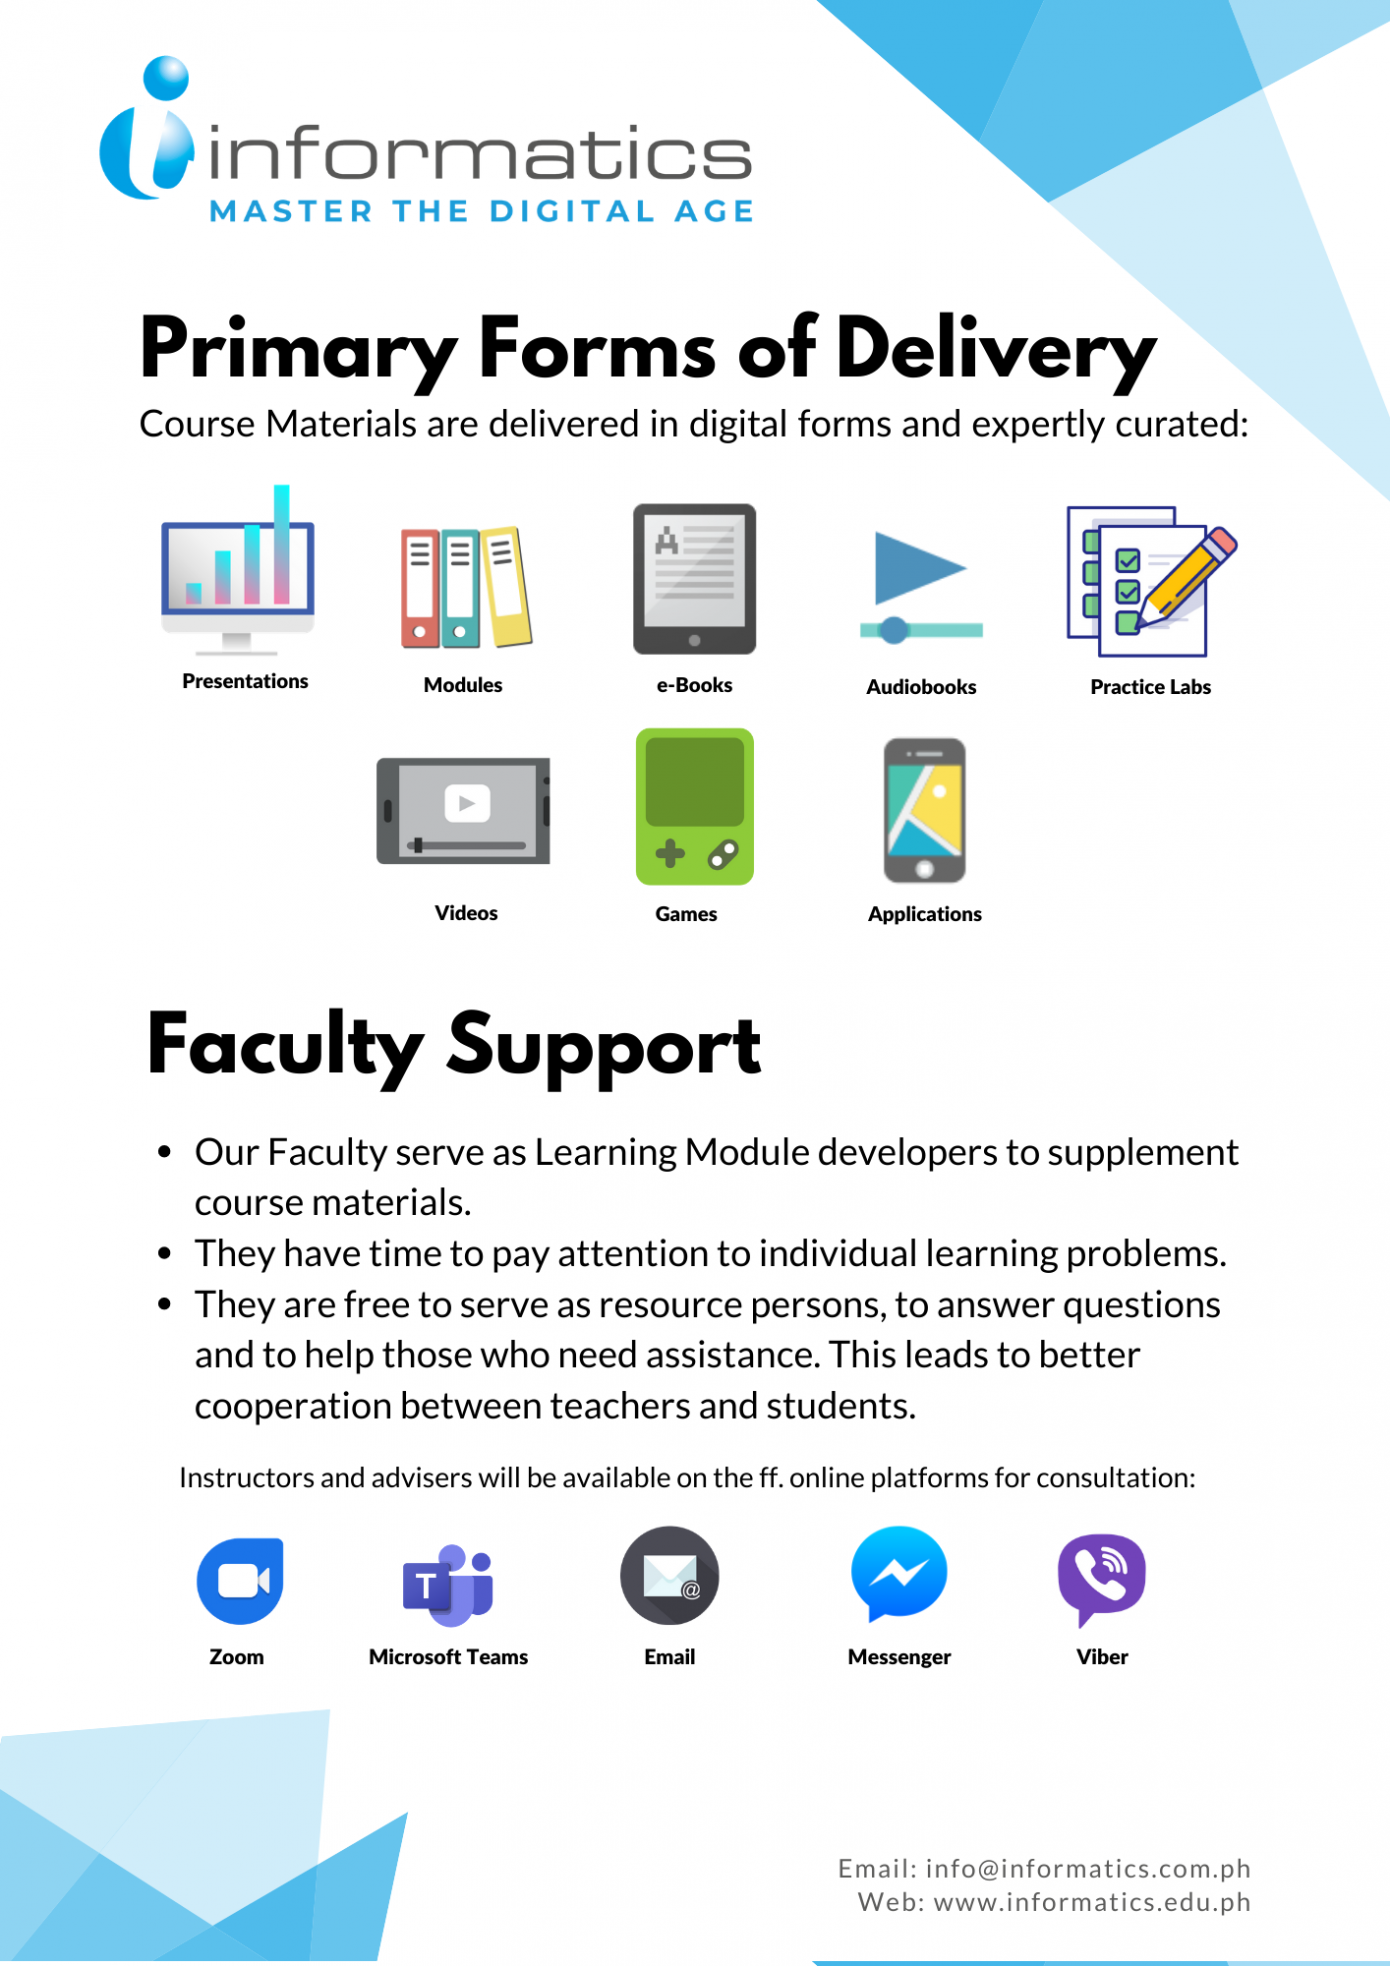 informatics
MASTER THE DIGITAL AGE
Primary Forms of Delivery
Course Materials are delivered in digital forms and expertly curated:
A
Presentations
Modules
e-Books
Audiobooks
Practice Labs
Videos
Games
Applications
Faculty Support
• Our Faculty serve as Learning Module developers to supplement
course materials.
• They have time to pay attention to individual learning problems.
• They are free to serve as resource persons, to answer questions
and to help those who need assistance. This leads to better
cooperation between teachers and students.
Instructors and advisers will be available on the ff. online platforms for consultation:
T
@
Zoom
Microsoft Teams
Email
Messenger
Viber
Email: info@informatics.com.ph
Web: www.informatics.edu.ph